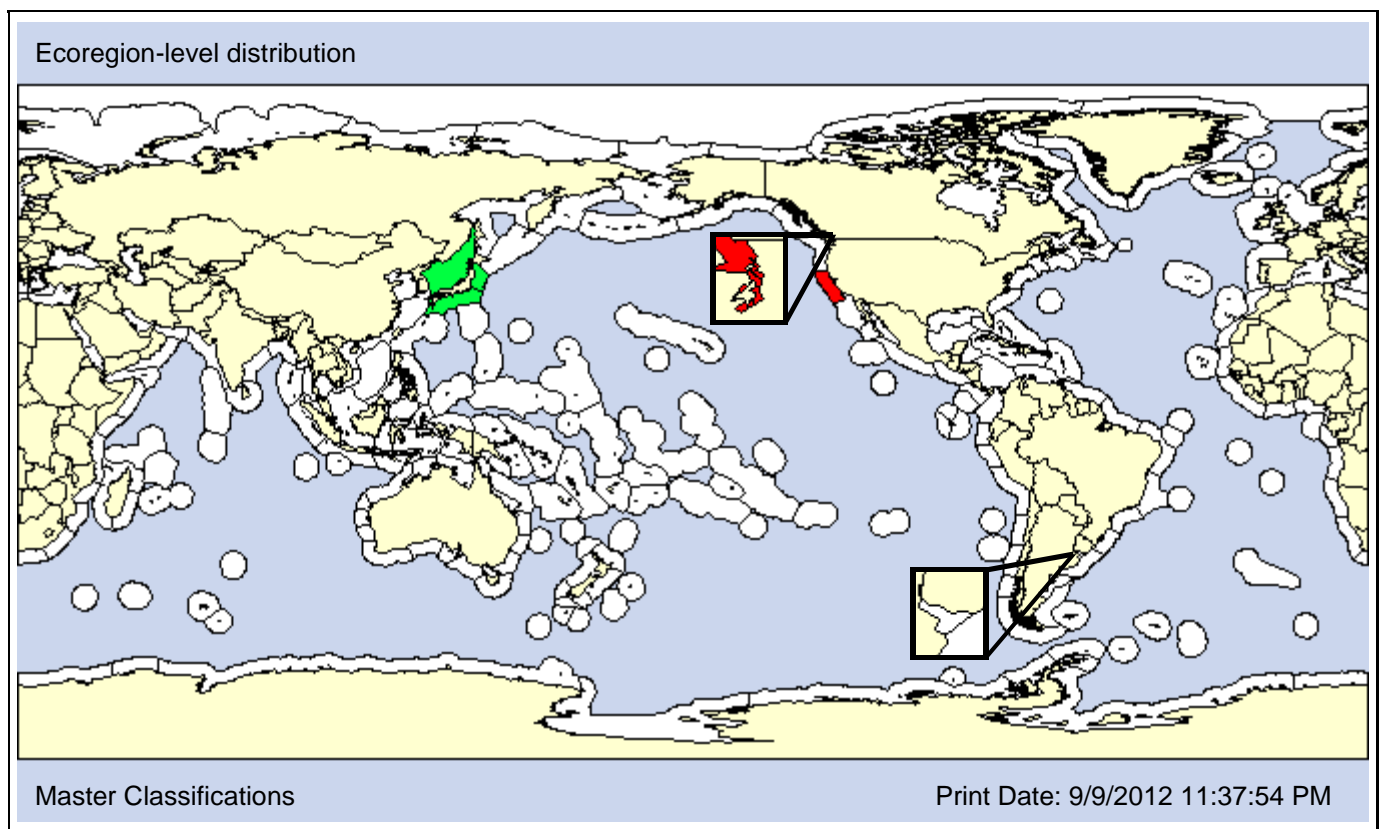 Ecoregion-level distribution
Master Classifications
Print Date: 9/9/2012 11:37:54 PM